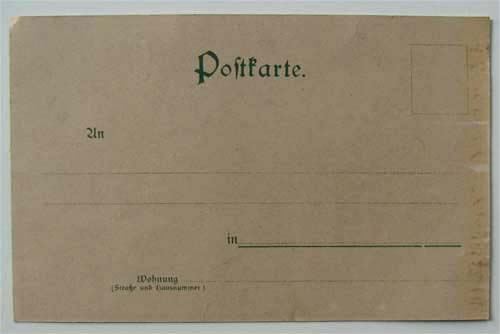 Poſtkarte.
An
in
Wohnung
(Straße und Hausnummer)